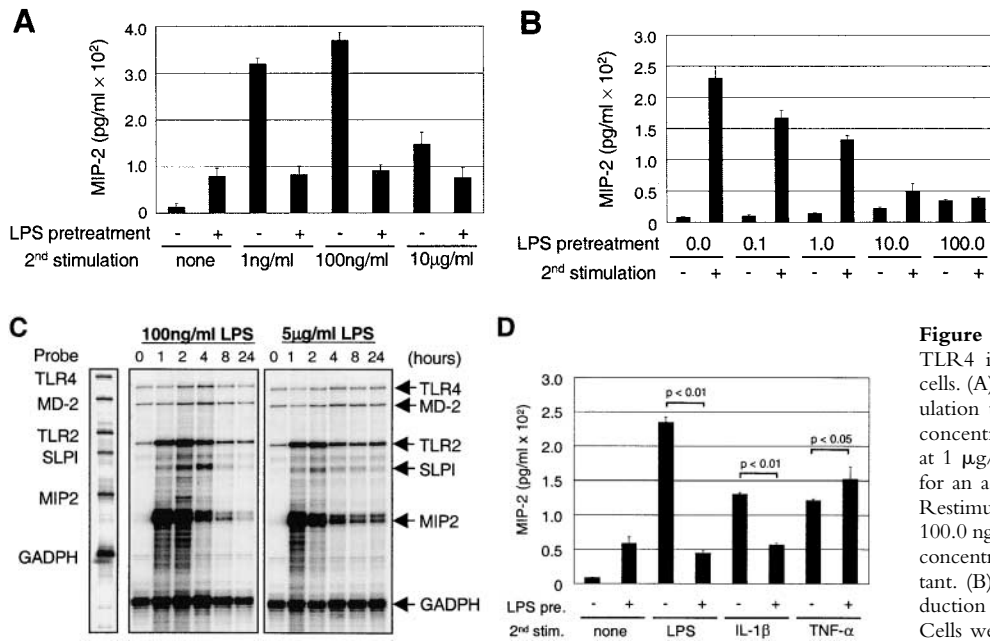 A
MIP-2 (pg/ml × 10²)
4.0
3.0
2.0
1.0
0
LPS pretreatment - + - + - + - +
2nd stimulation none 1ng/ml 100ng/ml 10µg/ml
B
MIP-2 (pg/ml × 10²)
3.0
2.5
2.0
1.5
1.0
0.5
0
LPS pretreatment 0.0 0.1 1.0 10.0 100.0
2nd stimulation - + - + - + - + - +
C
100ng/ml LPS 5µg/ml LPS
Probe 0 1 2 4 8 24 0 1 2 4 8 24 (hours)
TLR4
MD-2
TLR2
SLPI
MIP2
GADPH
TLR4
MD-2
TLR2
SLPI
MIP2
GADPH
D
MIP-2 (pg/ml x 10²)
3.0
2.5
2.0
1.5
1.0
0.5
0
p < 0.01
p < 0.01
p < 0.05
LPS pre. - + - + - + - +
2nd stim. none LPS IL-1β TNF-α
Figure
TLR4 i
cells. (A)
ulation
concentra
at 1 µg/
for an a
Restimu
100.0 ng
concentr
tant. (B)
duction
Cells we